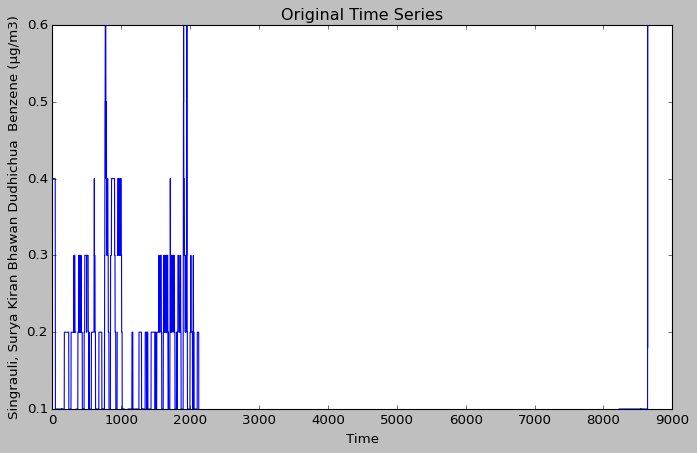 Original Time Series
Singrauli, Surya Kiran Bhawan Dudhichua  Benzene (µg/m3)
0.6
0.5
0.4
0.3
0.2
0.1
0 1000 2000 3000 4000 5000 6000 7000 8000 9000
Time